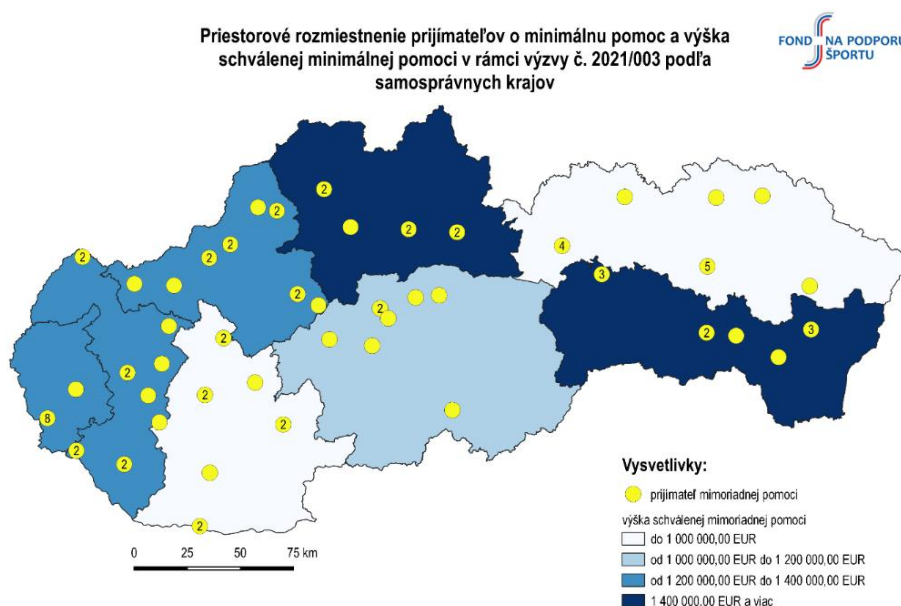 Priestorové rozmiestnenie prijímateľov o minimálnu pomoc a výška
schválenej minimálnej pomoci v rámci výzvy č. 2021/003 podľa
samosprávnych krajov
FOND NA PODPORU
ŠPORTU
2
2
2
2
2
2
2
4
3
5
2
2
2
2
3
2
2
2
8
2
2
2
Vysvetlivky:
prijímateľ mimoriadnej pomoci
výška schválenej mimoriadnej pomoci
do 1 000 000,00 EUR
od 1 000 000,00 EUR do 1 200 000,00 EUR
od 1 200 000,00 EUR do 1 400 000,00 EUR
1 400 000,00 EUR a viac
0 25 50 75 km